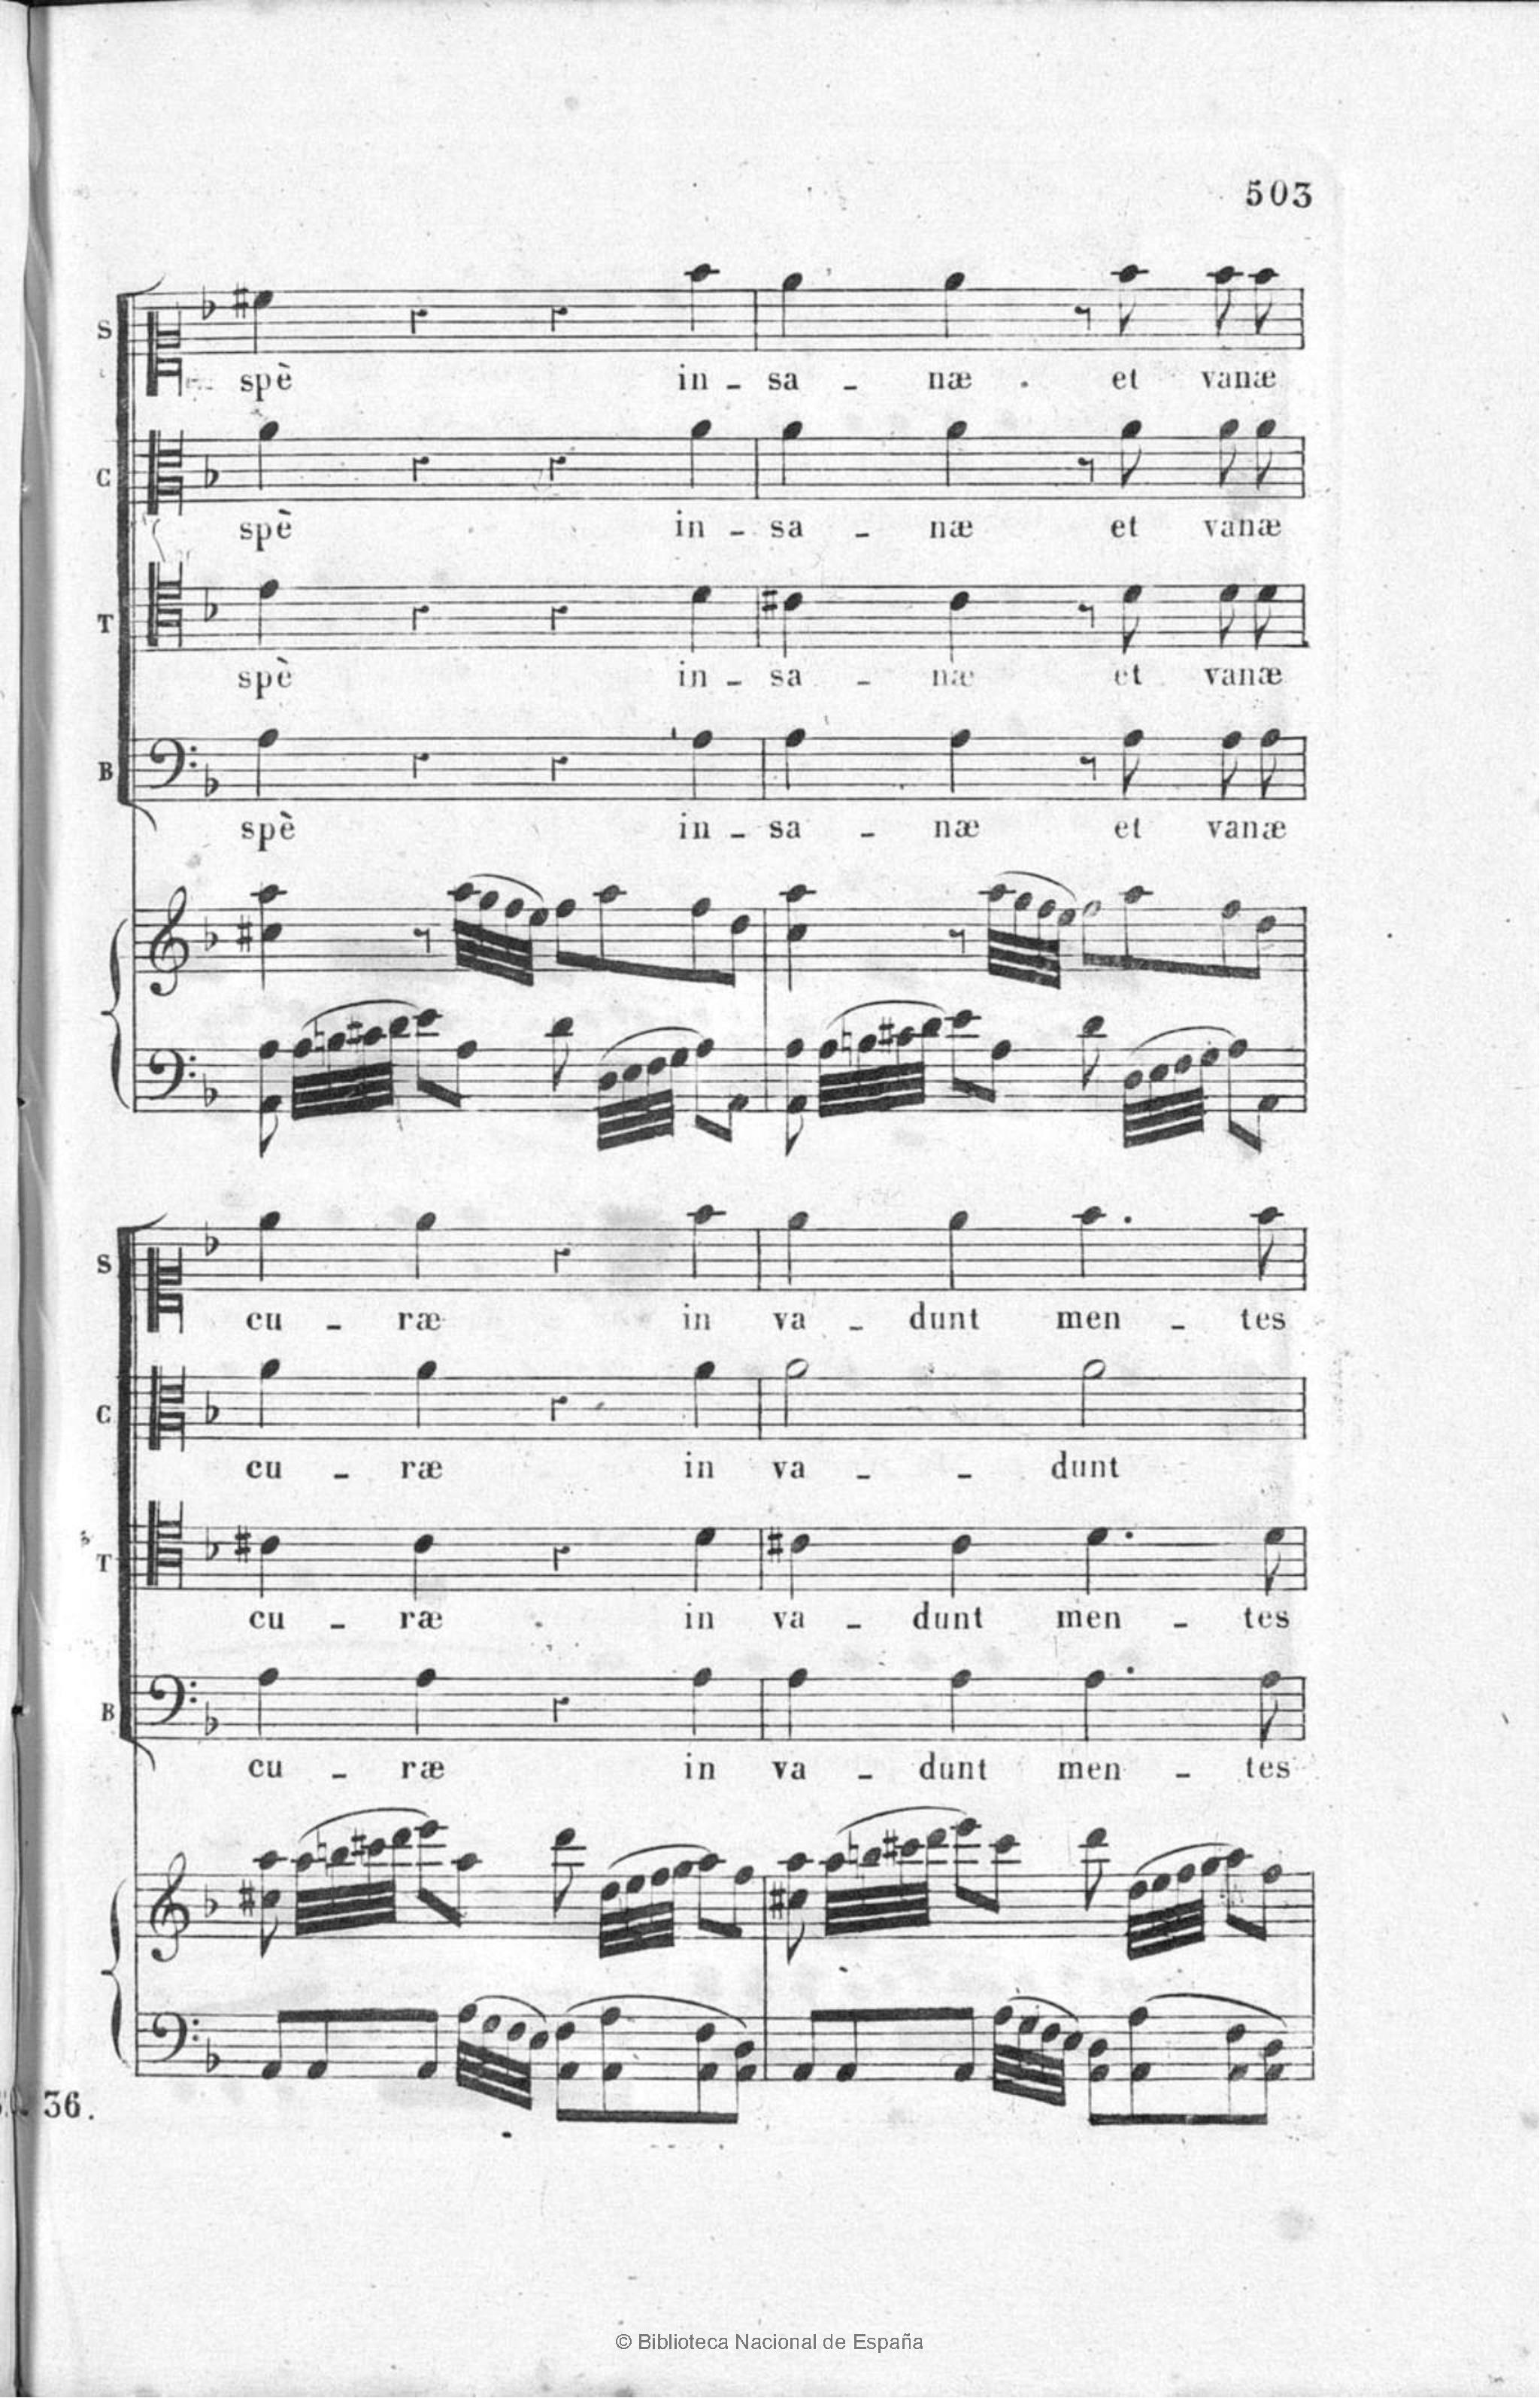 503
S
spè in - sa - næ et vanæ
C
spè in - sa - næ et vanæ
T
spè in - sa - næ et vanæ
B
spè in - sa - næ et vanæ
S
cu - ræ in va - dunt men - tes
C
cu - ræ in va - - dunt
T
cu - ræ in va - dunt men - tes
B
cu - ræ in va - dunt men - tes
36.
© Biblioteca Nacional de España